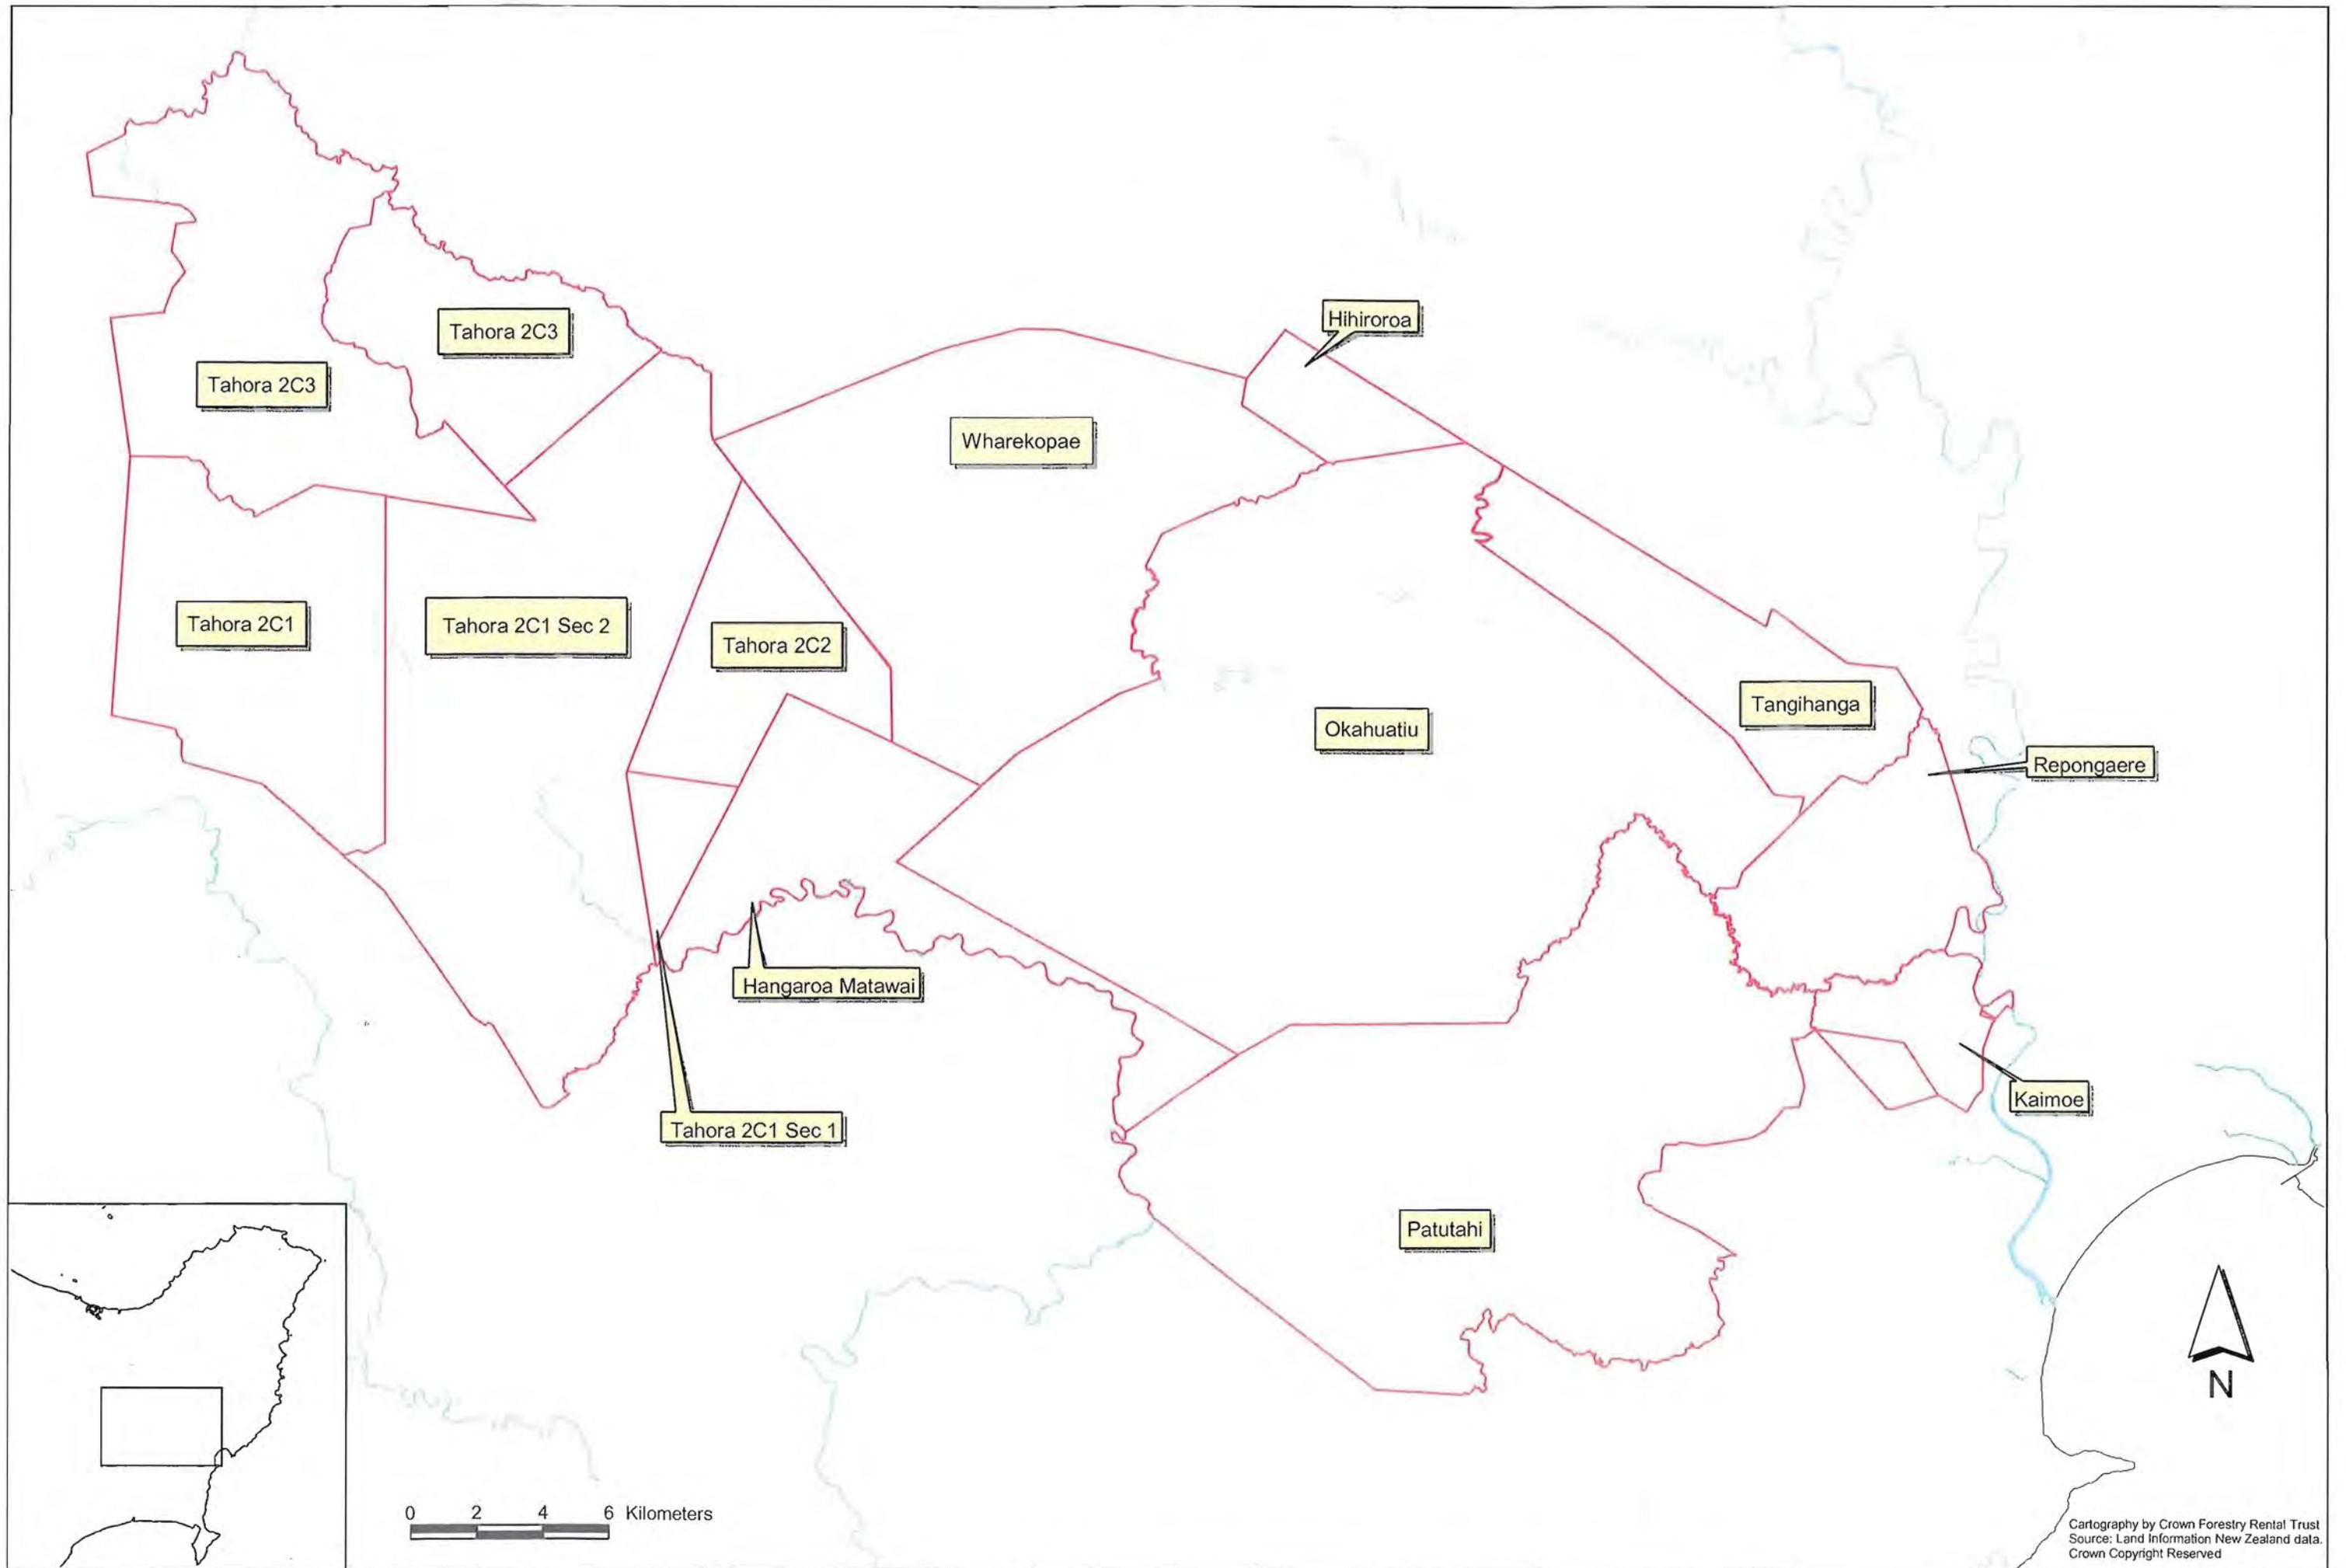 Hihiroroa
Tahora 2C3
Tahora 2C3
Wharekopae
Tahora 2C1
Tahora 2C1 Sec 2
Tahora 2C2
Tangihanga
Okahuatiu
Repongaere
Hangaroa Matawai
Kaimoe
Tahora 2C1 Sec 1
Patutahi
N
0 2 4 6 Kilometers
Cartography by Crown Forestry Rental Trust
Source: Land Information New Zealand data.
Crown Copyright Reserved